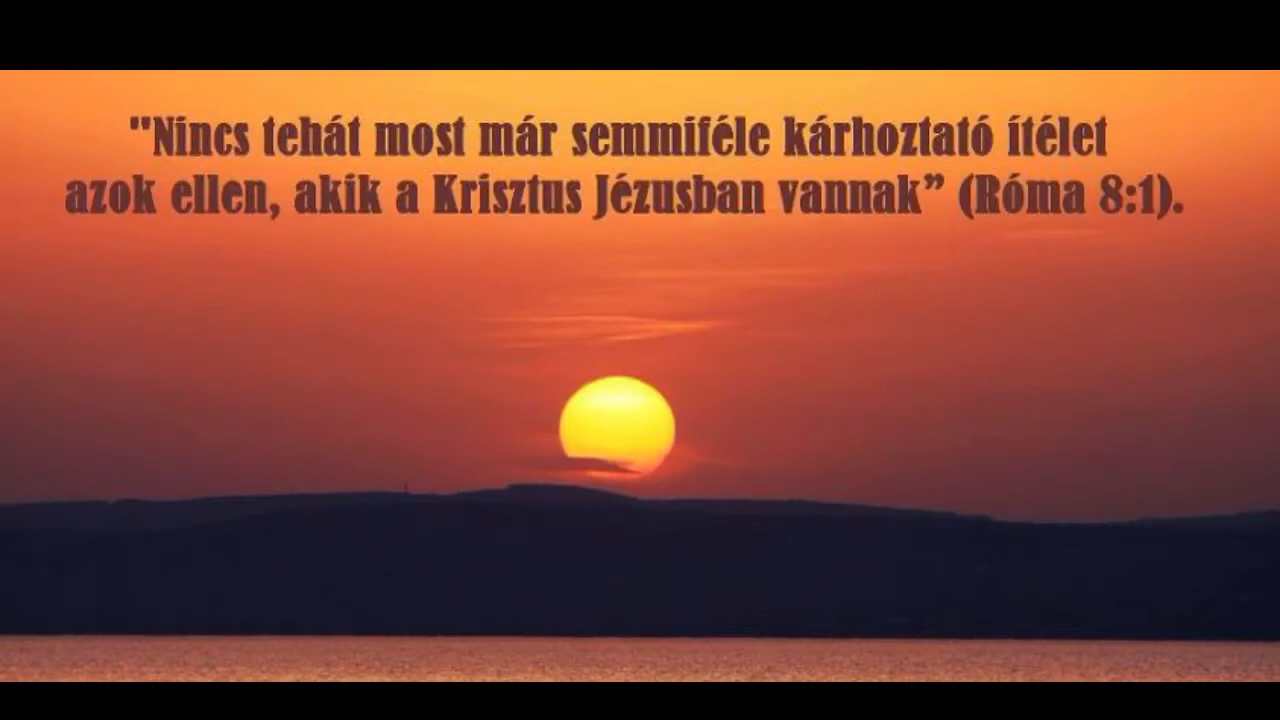 "Nincs tehát most már semmiféle kárhoztató ítélet
azok ellen, akik a Krisztus Jézusban vannak” (Róma 8:1).